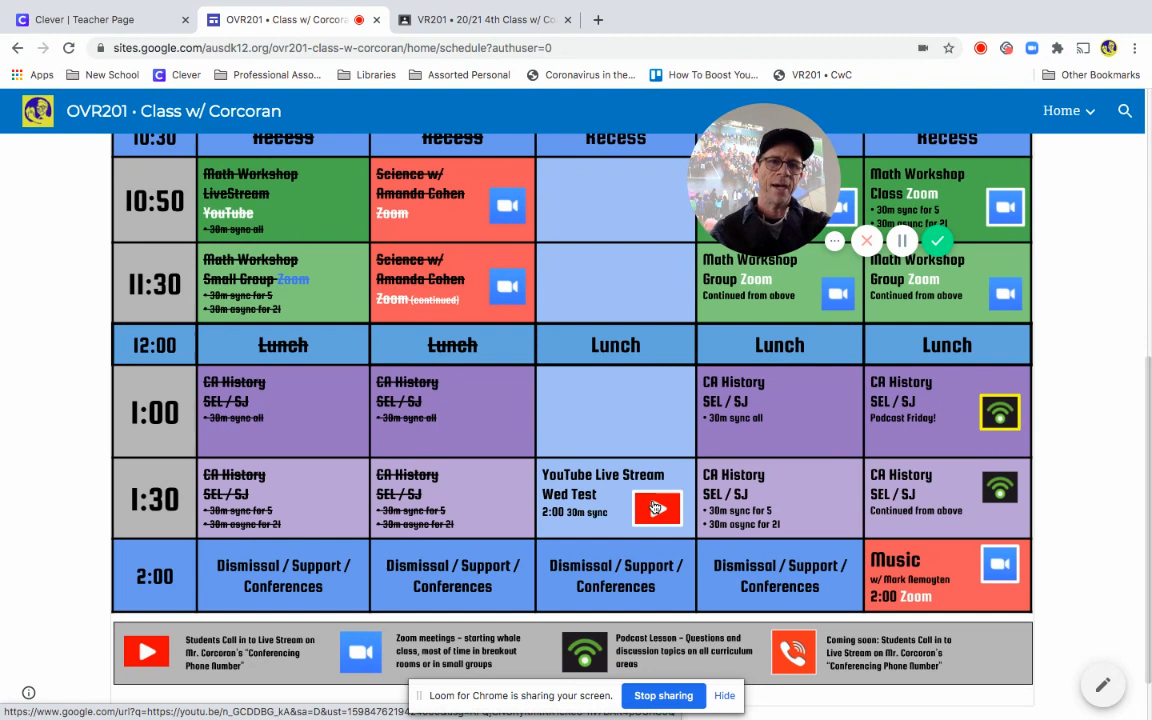 Clever | Teacher Page
OVR201 • Class w/ Corcora
VR201 • 20/21 4th Class w/ Co
sites.google.com/ausdk12.org/ovr201-class-w-corcoran/home/schedule?authuser=0
Apps
New School
Clever
Professional Asso...
Libraries
Assorted Personal
Coronavirus in the...
How To Boost You...
VR201 • CwC
Other Bookmarks
OVR201 • Class w/ Corcoran
Home
10:30
Recess
Recess
Recess
Recess
10:50
Math Workshop
LiveStream
YouTube
• 30m sync all
Science w/
Amanda Cohen
Zoom
Math Workshop
Class Zoom
• 30m sync for 5
• 30m async for 21
11:30
Math Workshop
Small Group Zoom
• 30m sync for 5
• 30m async for 21
Science w/
Amanda Cohen
Zoom (continued)
Math Workshop
Group Zoom
Continued from above
Math Workshop
Group Zoom
Continued from above
12:00
Lunch
Lunch
Lunch
Lunch
Lunch
1:00
CA History
SEL / SJ
• 30m sync all
CA History
SEL / SJ
• 30m sync all
CA History
SEL / SJ
• 30m sync all
CA History
SEL / SJ
Podcast Friday!
1:30
CA History
SEL / SJ
• 30m sync for 5
• 30m async for 21
CA History
SEL / SJ
• 30m sync for 5
• 30m async for 21
YouTube Live Stream
Wed Test
2:00 30m sync
CA History
SEL / SJ
• 30m sync for 5
• 30m async for 21
CA History
SEL / SJ
Continued from above
2:00
Dismissal / Support /
Conferences
Dismissal / Support /
Conferences
Dismissal / Support /
Conferences
Dismissal / Support /
Conferences
Music
w/ Mark Nemoyten
2:00 Zoom
Students Call in to Live Stream on
Mr. Corcoran's "Conferencing
Phone Number"
Zoom meetings - starting whole
class, most of time in breakout
rooms or in small groups
Podcast Lesson - Questions and
discussion topics on all curriculum
areas
Coming soon: Students Call in to
Live Stream on Mr. Corcoran's
"Conferencing Phone Number"
Loom for Chrome is sharing your screen.
Stop sharing
Hide